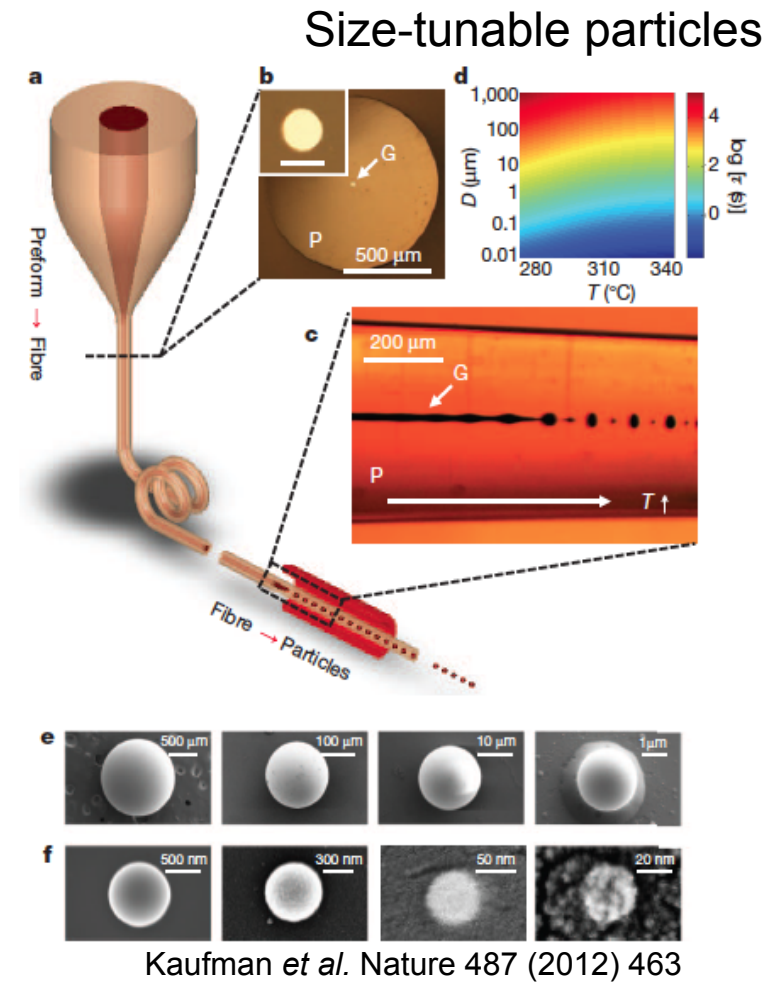 Size-tunable particles
a
b
G
P
500 μm
d
1,000
100
10
1
0.1
0.01
D (μm)
280
310
340
T (°C)
4
2
0
log [τ (s)]
Preform → Fibre
c
200 μm
G
P
T ↑
Fibre → Particles
e
500 μm
100 μm
10 μm
1μm
f
500 nm
300 nm
50 nm
20 nm
Kaufman et al. Nature 487 (2012) 463